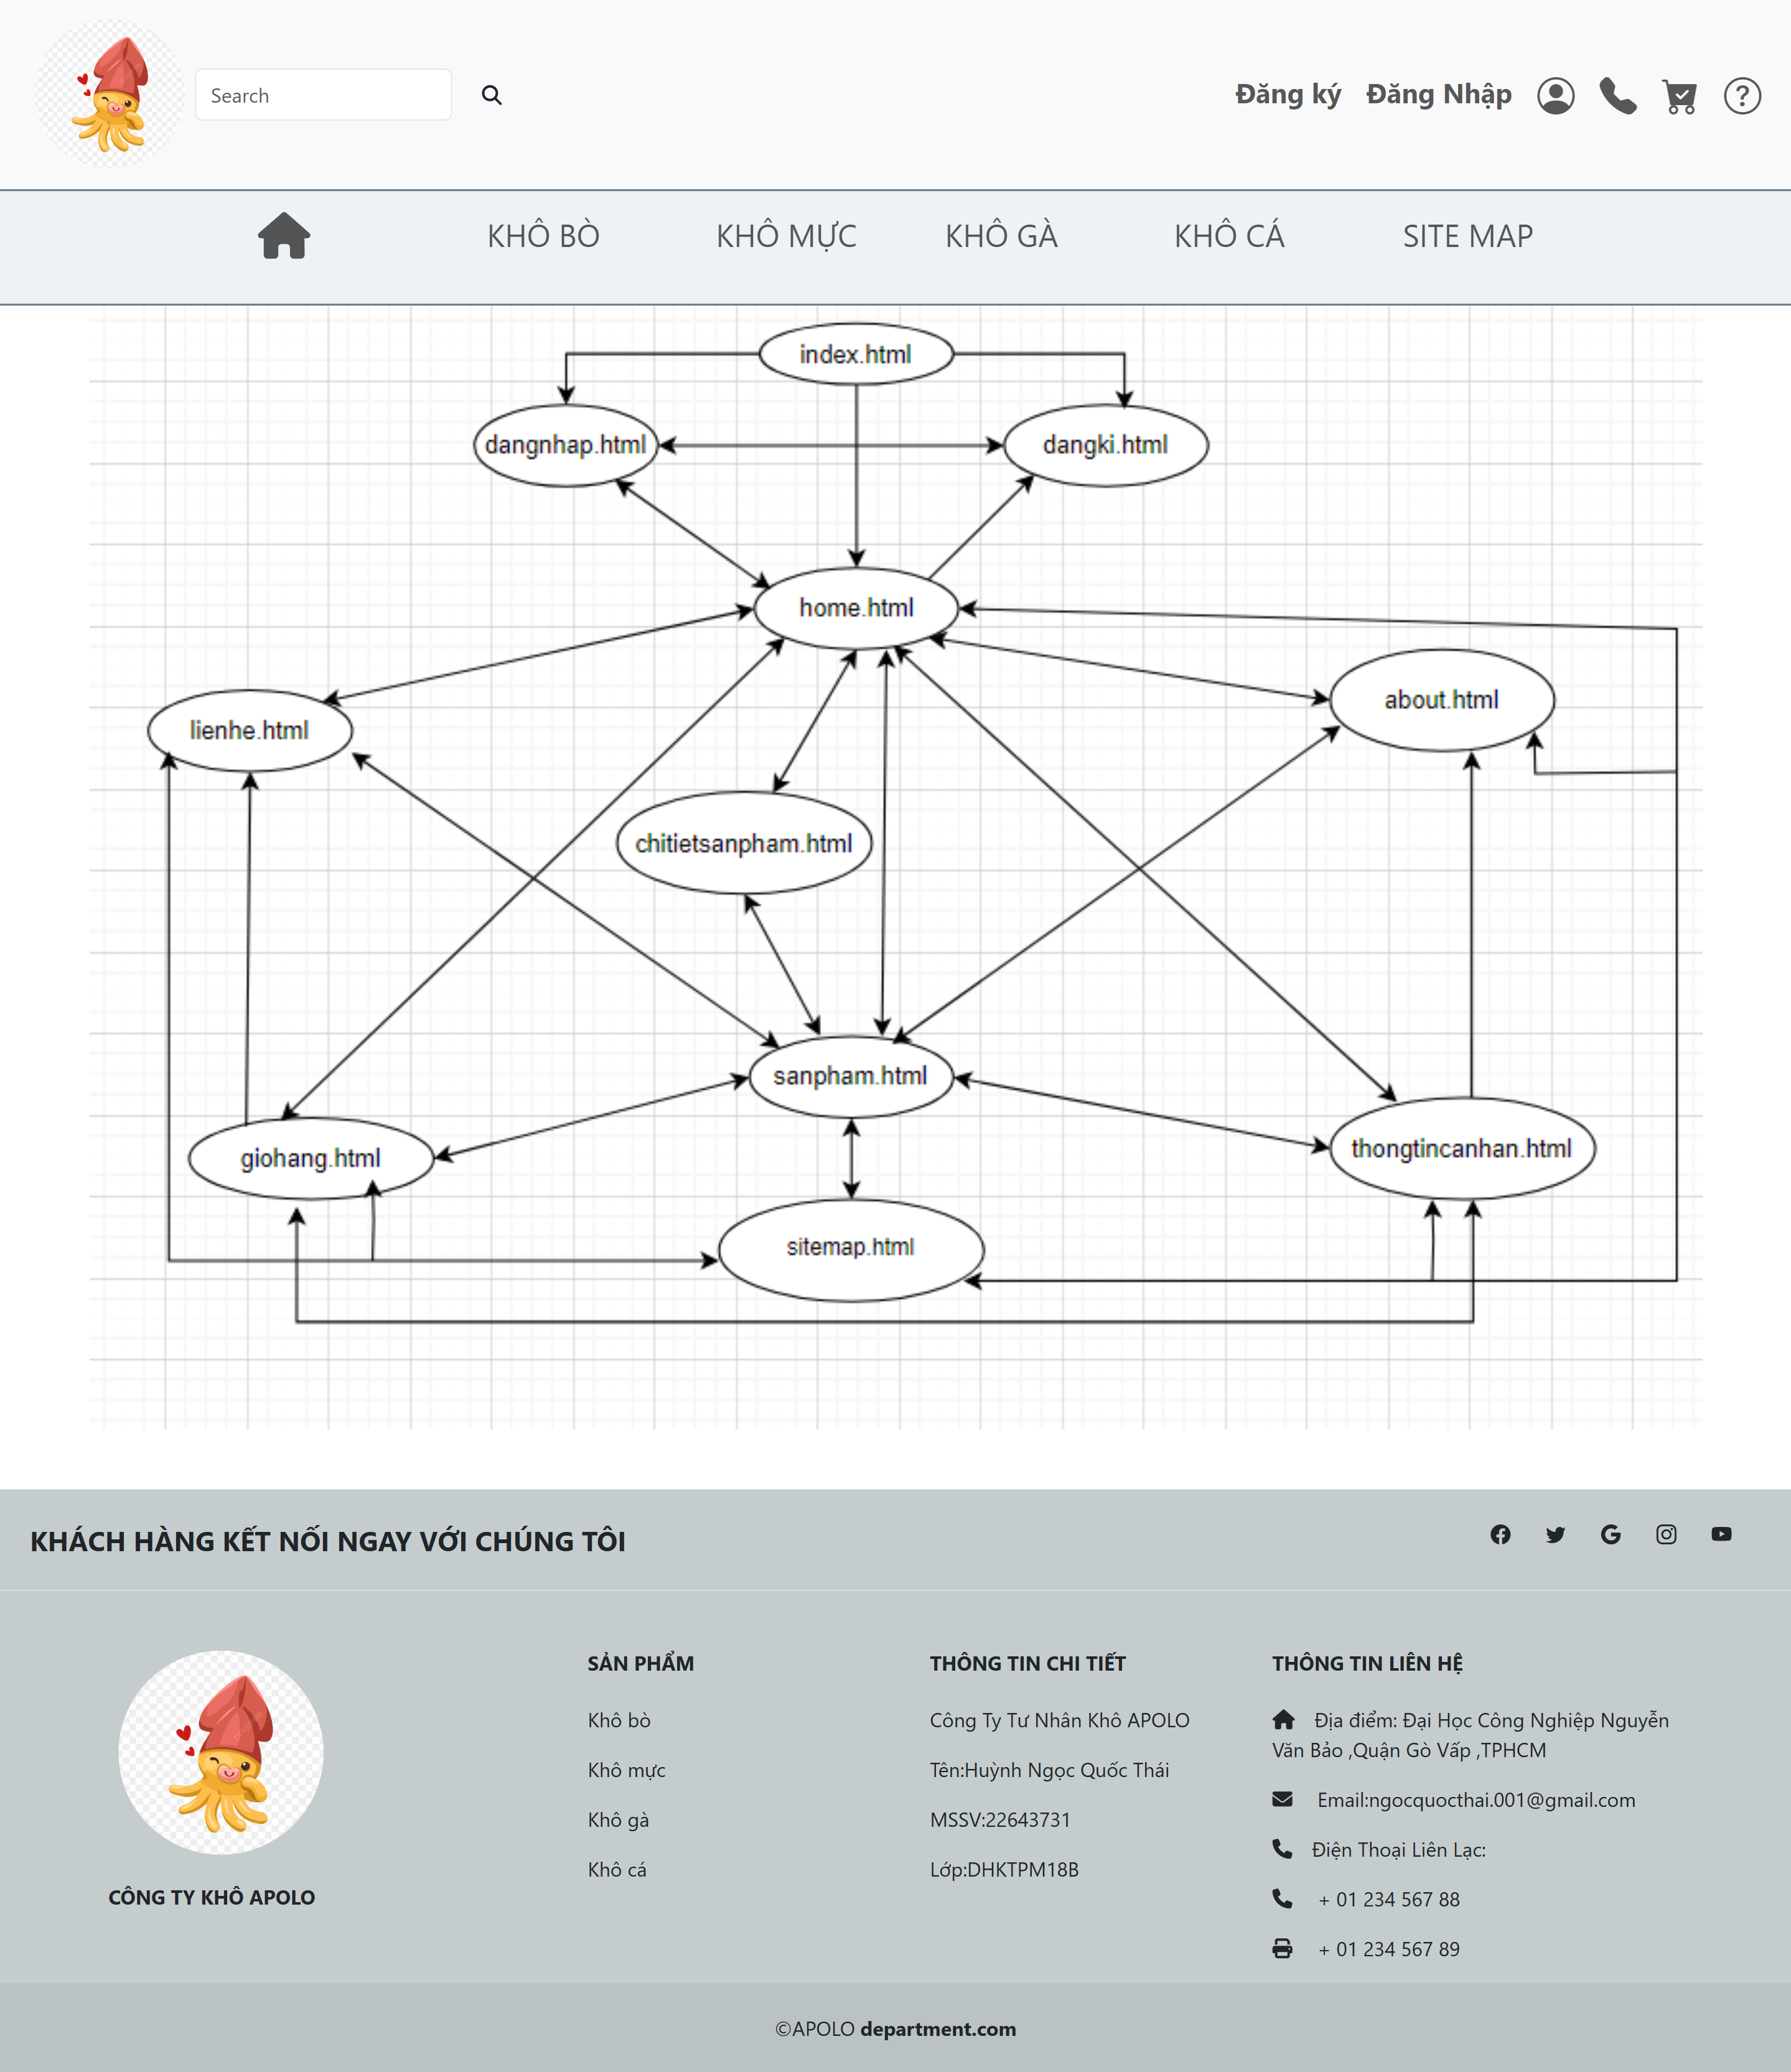 Search
Đăng ký
Đăng Nhập
KHÔ BÒ
KHÔ MỰC
KHÔ GÀ
KHÔ CÁ
SITE MAP
index.html
dangnhap.html
dangki.html
home.html
about.html
lienhe.html
chitietsanpham.html
sanpham.html
thongtincanhan.html
giohang.html
sitemap.html
KHÁCH HÀNG KẾT NỐI NGAY VỚI CHÚNG TÔI
CÔNG TY KHÔ APOLO
SẢN PHẨM
Khô bò
Khô mực
Khô gà
Khô cá
THÔNG TIN CHI TIẾT
Công Ty Tư Nhân Khô APOLO
Tên:Huỳnh Ngọc Quốc Thái
MSSV:22643731
Lớp:DHKTPM18B
THÔNG TIN LIÊN HỆ
Địa điểm: Đại Học Công Nghiệp Nguyễn
Văn Bảo ,Quận Gò Vấp ,TPHCM
Email:ngocquocthai.001@gmail.com
Điện Thoại Liên Lạc:
+ 01 234 567 88
+ 01 234 567 89
©APOLO department.com